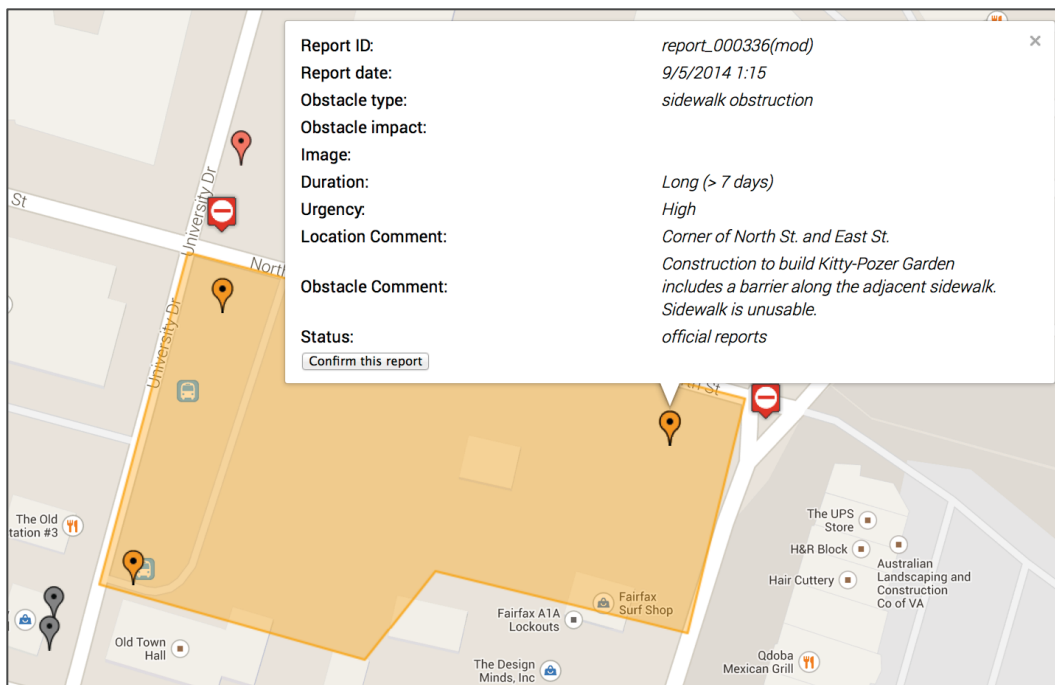 Report ID: report_000336(mod)
×
Report date: 9/5/2014 1:15
Obstacle type: sidewalk obstruction
Obstacle impact:
Image:
Duration: Long (> 7 days)
Urgency: High
Location Comment: Corner of North St. and East St.
Obstacle Comment: Construction to build Kitty-Pozer Garden
includes a barrier along the adjacent sidewalk.
Sidewalk is unusable.
Status: official reports
Confirm this report
University Dr
St
North
University Dr
St
The Old
tation #3
The UPS
Store
H&R Block
Hair Cuttery
Australian
Landscaping and
Construction
Co of VA
Fairfax
Surf Shop
Fairfax A1A
Lockouts
Old Town
Hall
The Design
Minds, Inc
Qdoba
Mexican Grill